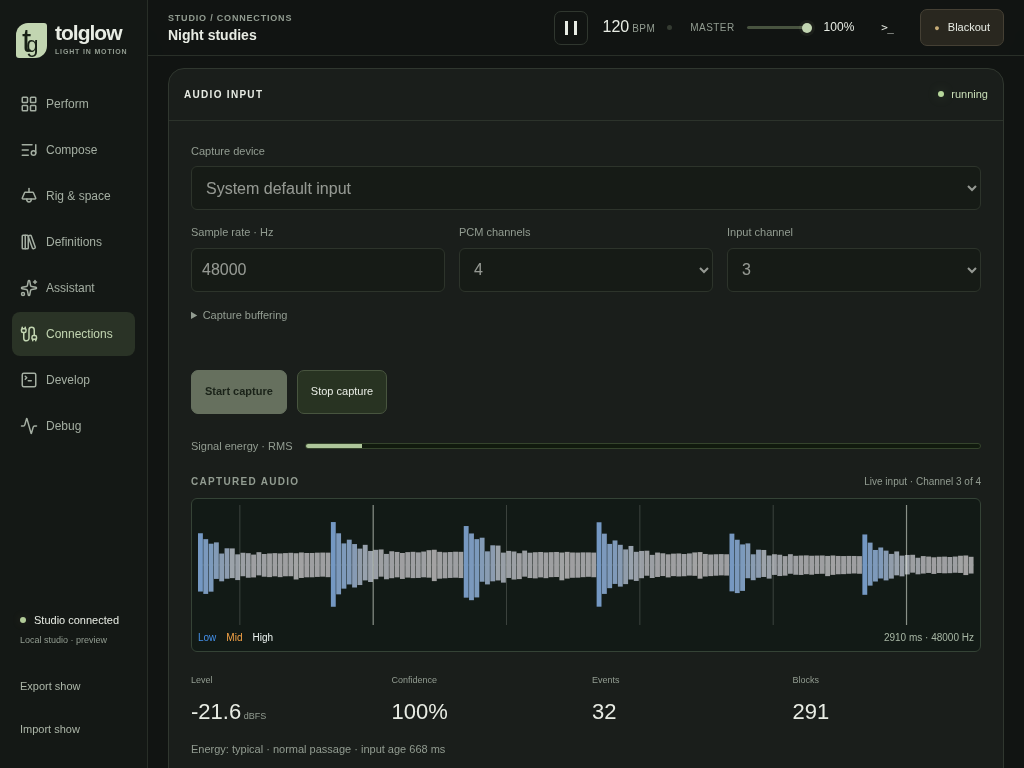 tolglow
LIGHT IN MOTION
Perform
Compose
Rig & space
Definitions
Assistant
Connections
Develop
Debug
Studio connected
Local studio · preview
Export show
Import show
STUDIO / CONNECTIONS
Night studies
120 BPM
MASTER
100%
>_
Blackout
AUDIO INPUT
running
Capture device
System default input
Sample rate · Hz
PCM channels
Input channel
48000
4
3
Capture buffering
Start capture
Stop capture
Signal energy · RMS
CAPTURED AUDIO
Live input · Channel 3 of 4
Low Mid High
2910 ms · 48000 Hz
Level
Confidence
Events
Blocks
-21.6 dBFS
100%
32
291
Energy: typical · normal passage · input age 668 ms